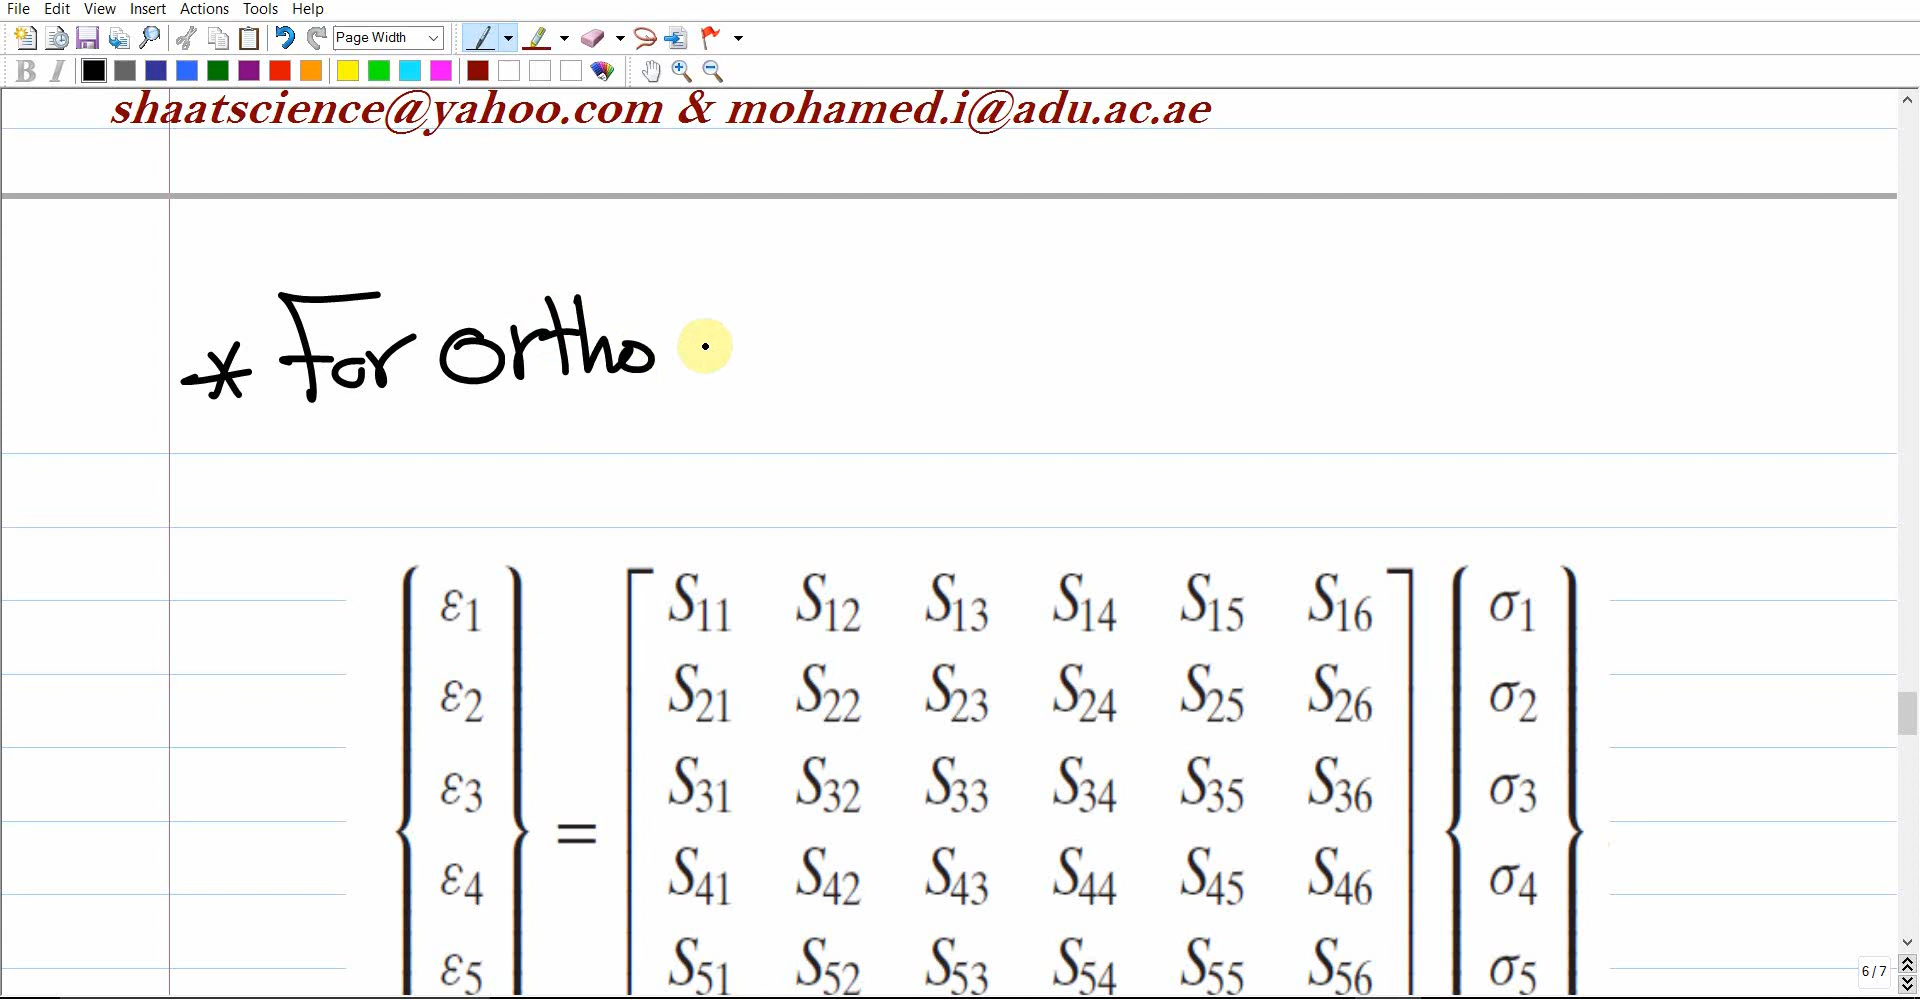 File Edit View Insert Actions Tools Help
Page Width
B I
shaatscience@yahoo.com & mohamed.i@adu.ac.ae
* For ortho
ε1 S11 S12 S13 S14 S15 S16 σ1
ε2 S21 S22 S23 S24 S25 S26 σ2
ε3 S31 S32 S33 S34 S35 S36 σ3
=
ε4 S41 S42 S43 S44 S45 S46 σ4
ε5 S51 S52 S53 S54 S55 S56 σ5
6 / 7